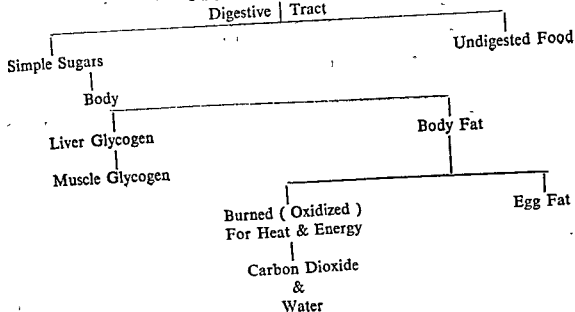 Digestive Tract
Undigested Food
Simple Sugars
Body
Liver Glycogen
Body Fat
Muscle Glycogen
Burned ( Oxidized )
For Heat & Energy
Egg Fat
Carbon Dioxide
&
Water